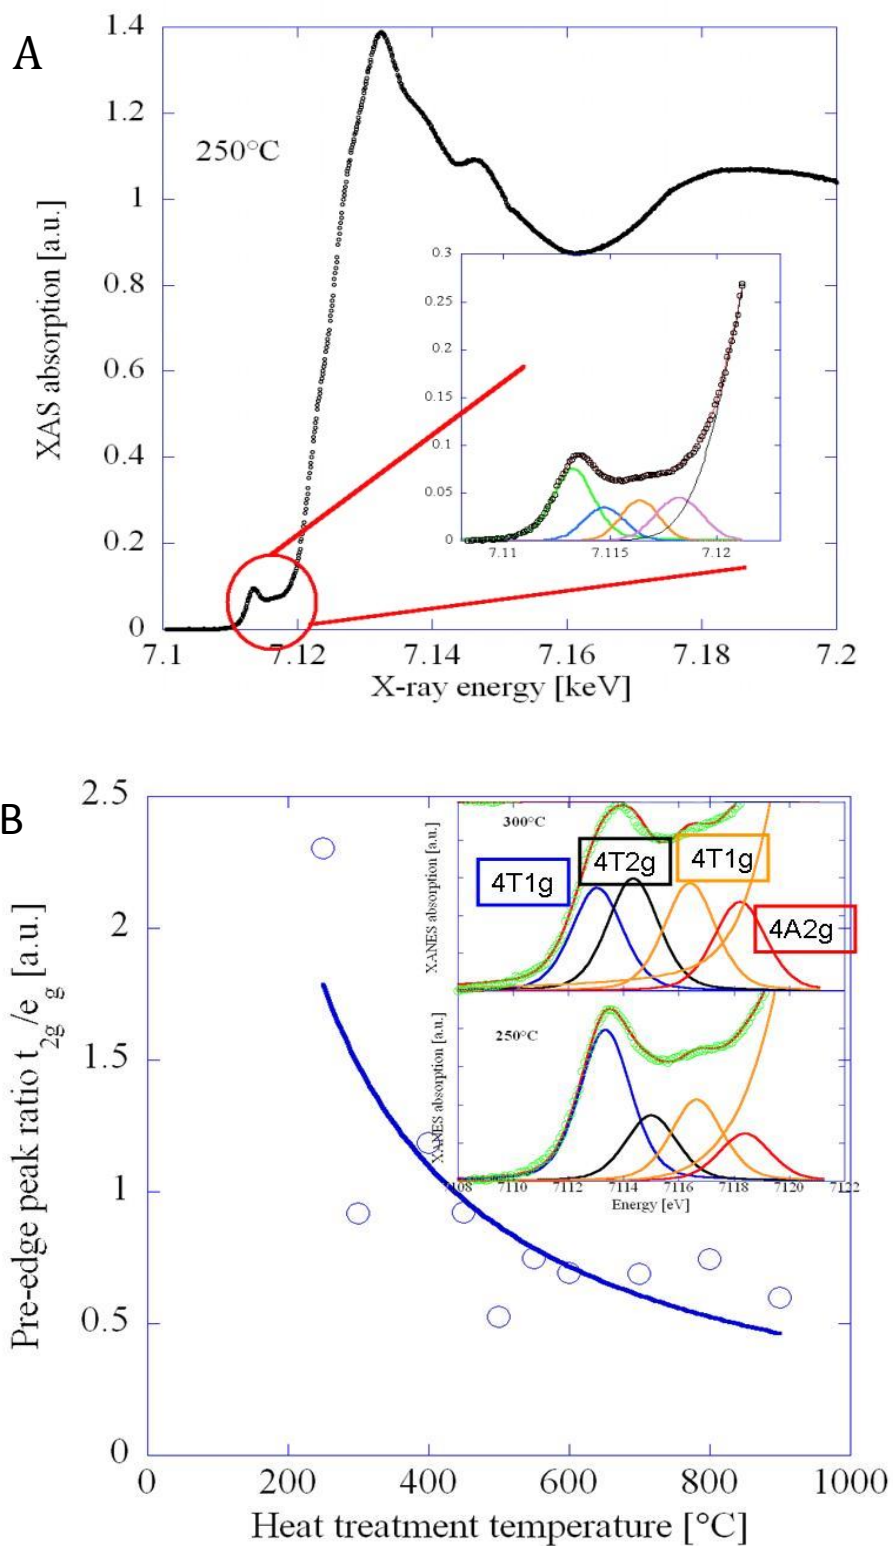 A
1.4
1.2
1
0.8
0.6
0.4
0.2
0
XAS absorption [a.u.]
250°C
0.3
0.25
0.2
0.15
0.1
0.05
0
7.11
7.115
7.12
7.1
7.12
7.14
7.16
7.18
7.2
X-ray energy [keV]
B
2.5
2
1.5
1
0.5
0
Pre-edge peak ratio t2g/eg [a.u.]
XANES absorption [a.u.]
300°C
4T1g
4T2g
4T1g
4A2g
XANES absorption [a.u.]
250°C
7108
7110
7112
7114
7116
7118
7120
7122
Energy [eV]
0
200
400
600
800
1000
Heat treatment temperature [°C]